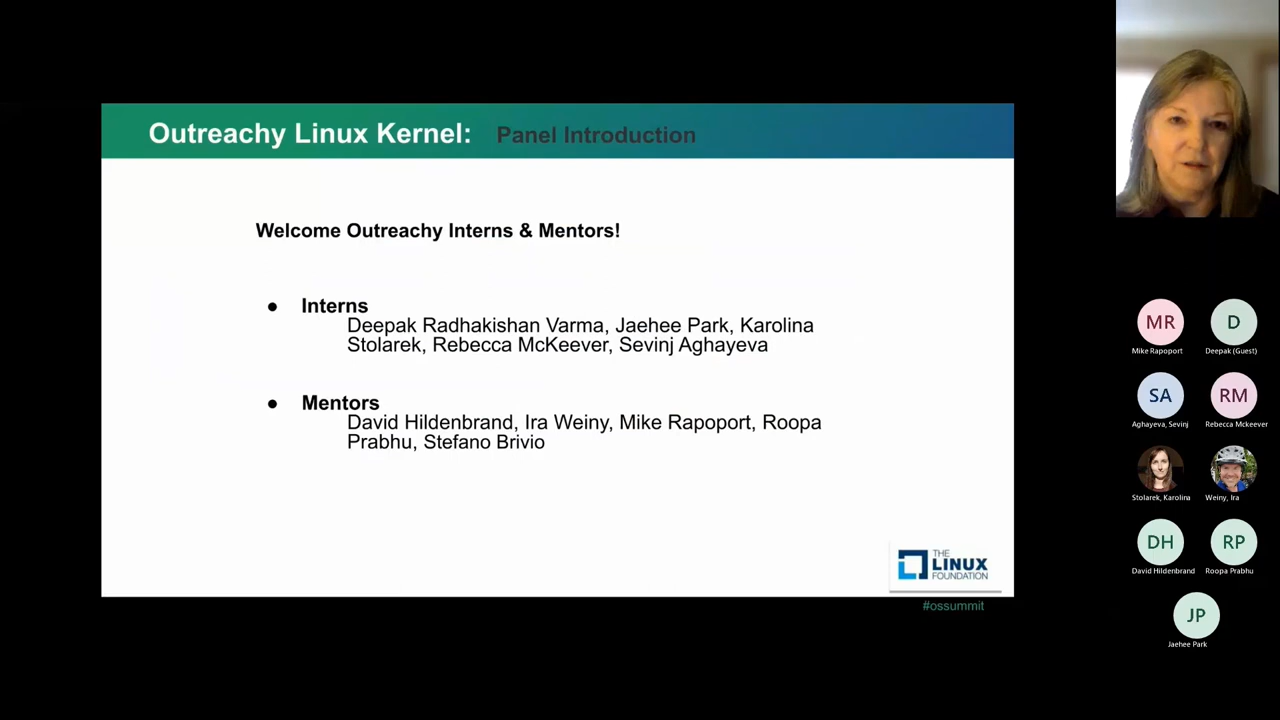 Outreachy Linux Kernel: Panel Introduction
Welcome Outreachy Interns & Mentors!
● Interns
Deepak Radhakishan Varma, Jaehee Park, Karolina
Stolarek, Rebecca McKeever, Sevinj Aghayeva
● Mentors
David Hildenbrand, Ira Weiny, Mike Rapoport, Roopa
Prabhu, Stefano Brivio
THE
LINUX
FOUNDATION
#ossummit
MR
D
Mike Rapoport
Deepak (Guest)
SA
RM
Aghayeva, Sevinj
Rebecca Mckeever
Stolarek, Karolina
Weiny, Ira
DH
RP
David Hildenbrand
Roopa Prabhu
JP
Jaehee Park